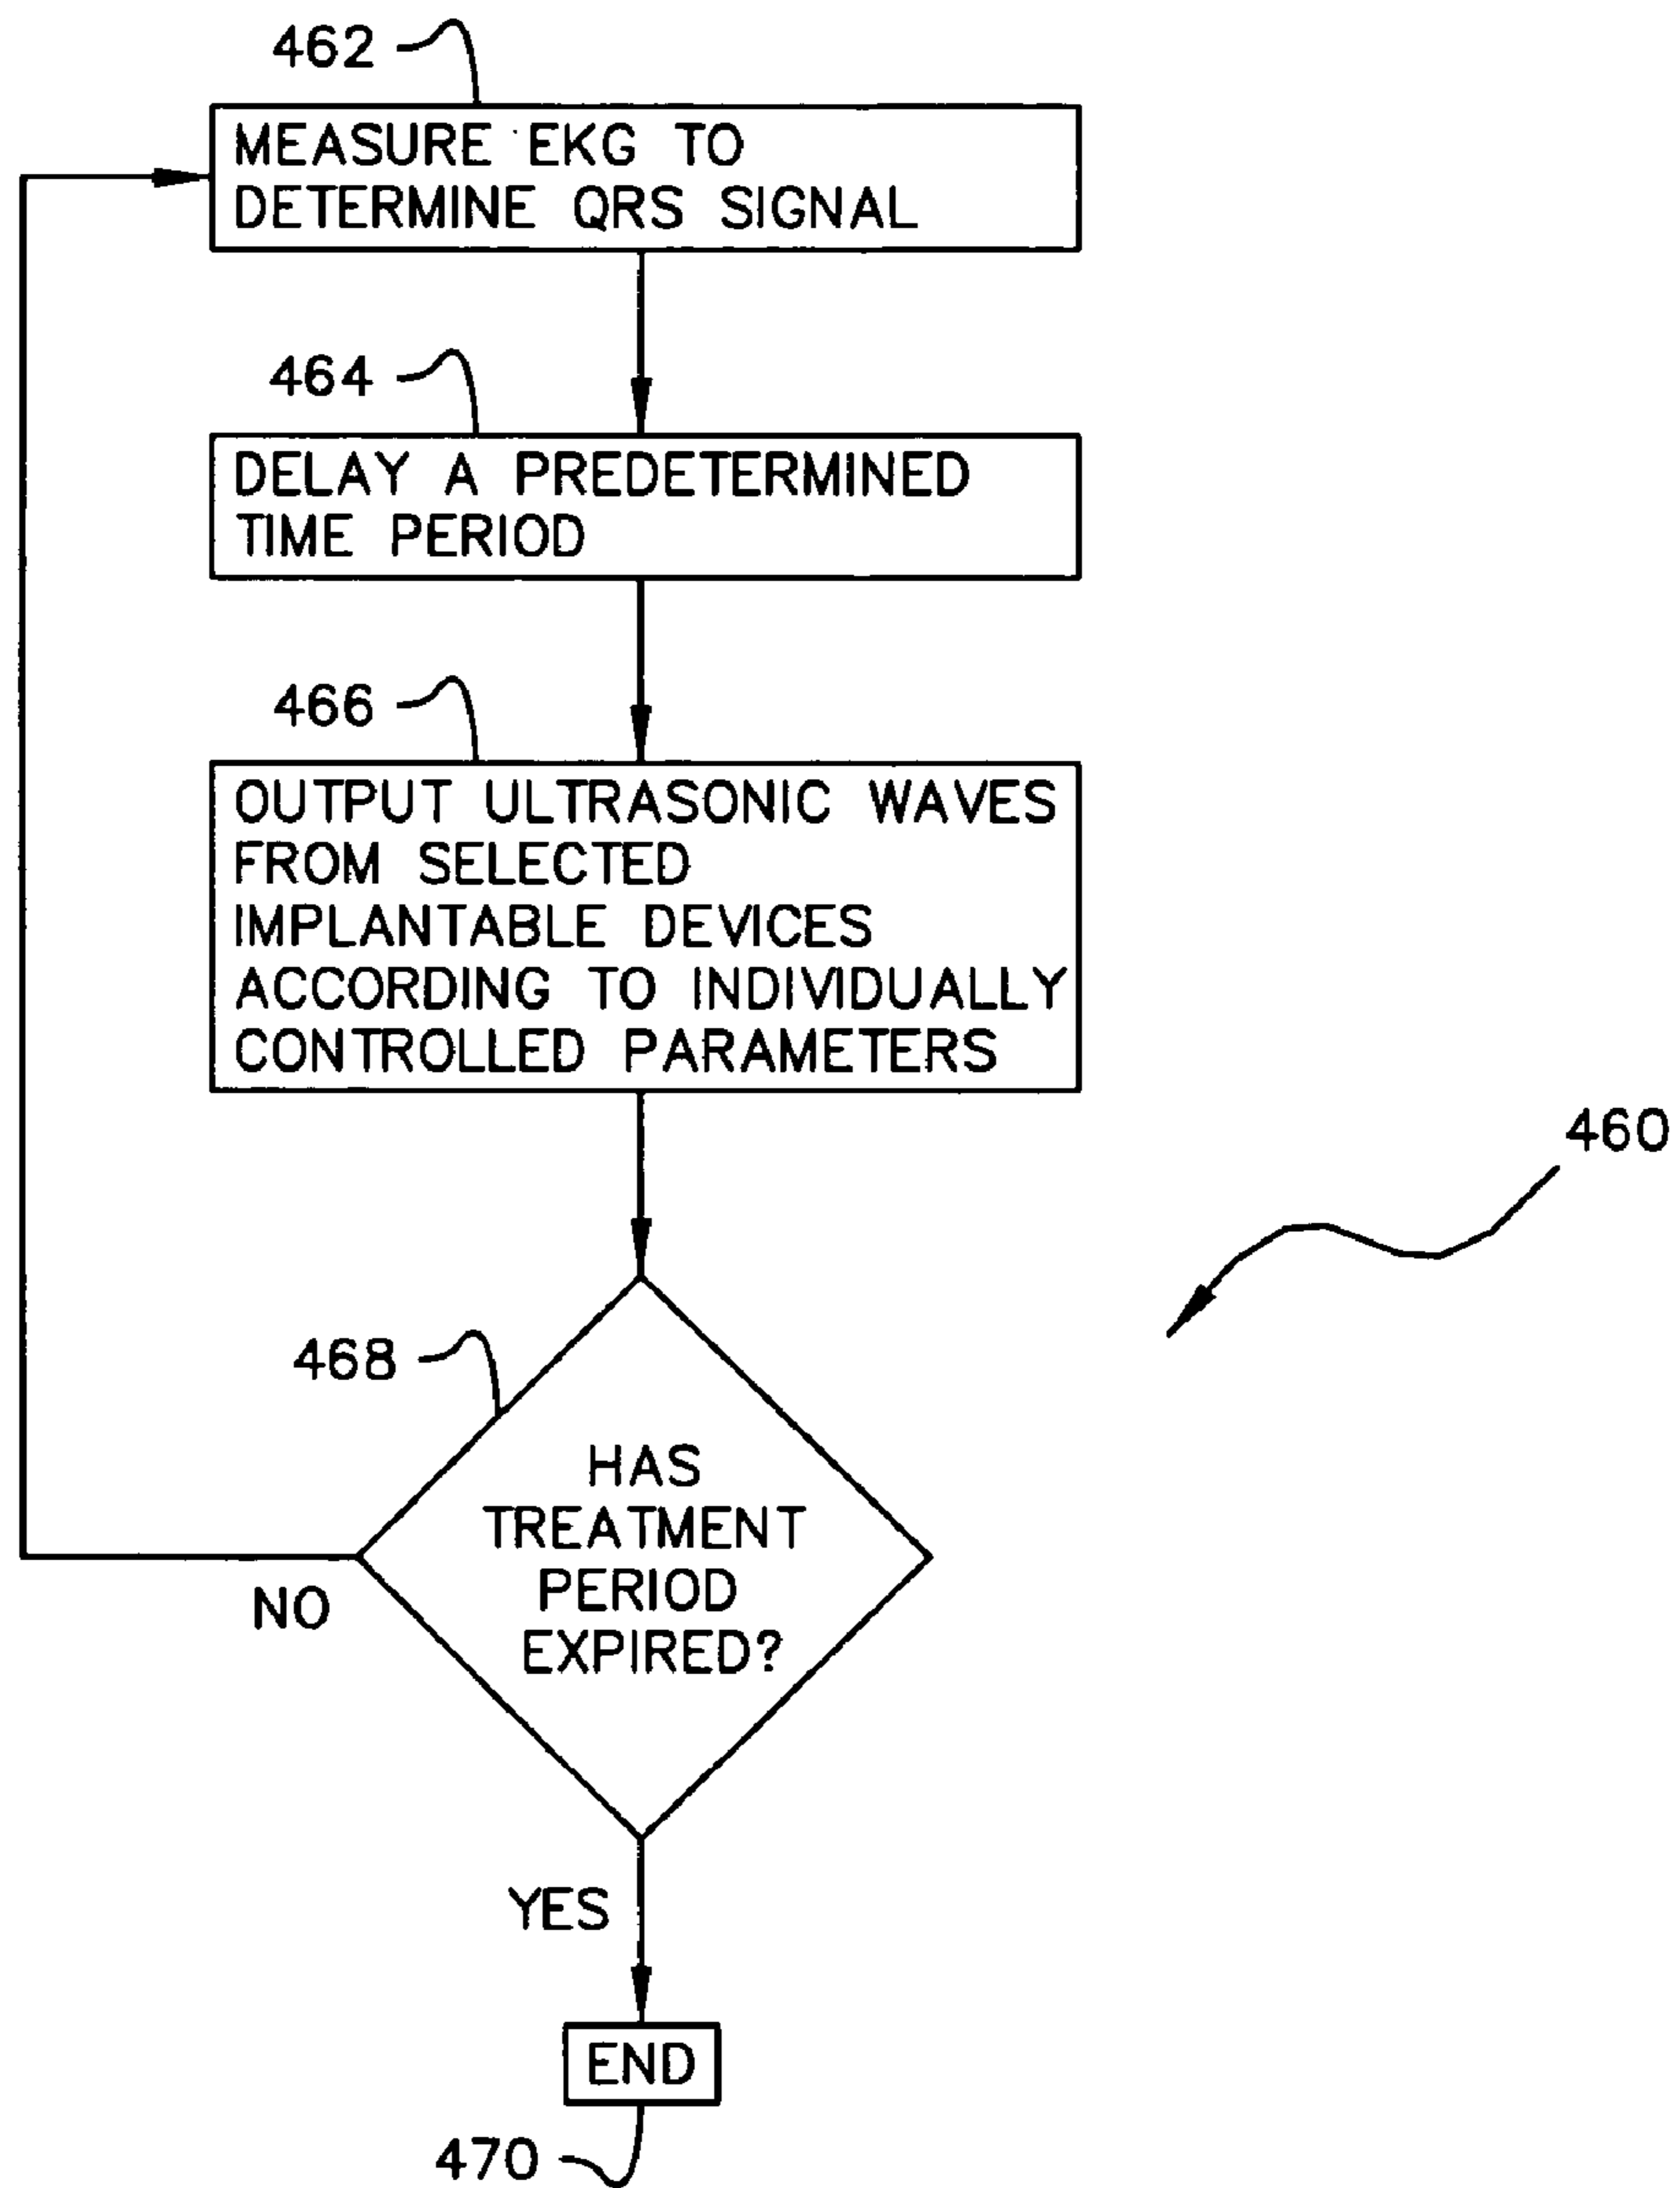 462
MEASURE EKG TO
DETERMINE QRS SIGNAL
464
DELAY A PREDETERMINED
TIME PERIOD
466
OUTPUT ULTRASONIC WAVES
FROM SELECTED
IMPLANTABLE DEVICES
ACCORDING TO INDIVIDUALLY
CONTROLLED PARAMETERS
460
468
HAS
TREATMENT
PERIOD
EXPIRED?
NO
YES
END
470